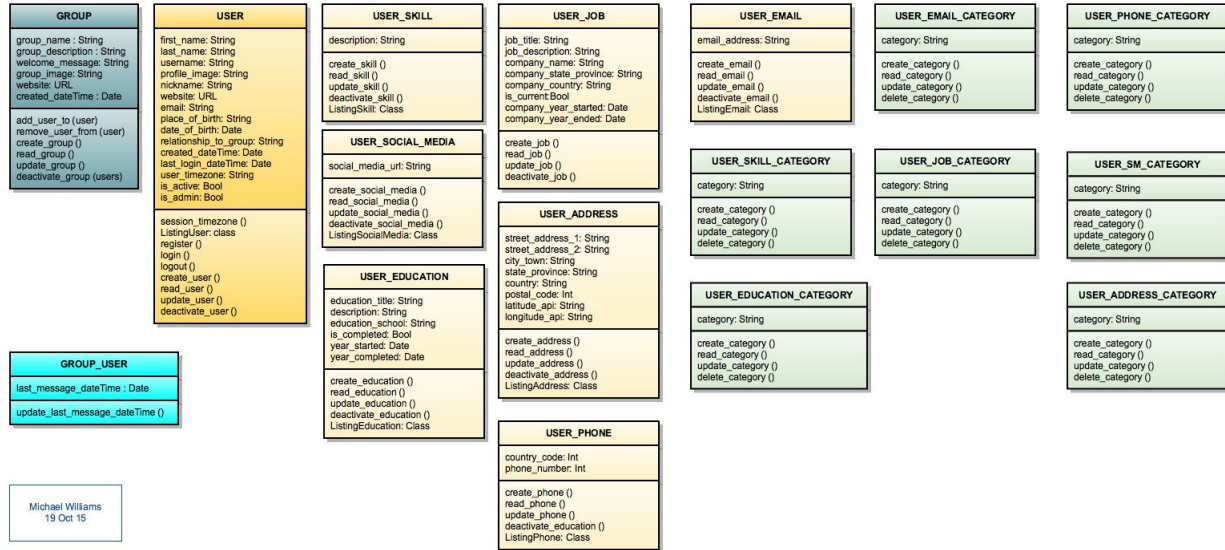 GROUP
group_name : String
group_description : String
welcome_message: String
group_image: String
website: URL
created_dateTime : Date
add_user_to (user)
remove_user_from (user)
create_group ()
read_group ()
update_group ()
deactivate_group (users)
USER
first_name: String
last_name: String
username: String
profile_image: String
nickname: String
website: URL
email: String
place_of_birth: String
date_of_birth: Date
relationship_to_group: String
created_dateTime: Date
last_login_dateTime: Date
user_timezone: String
is_active: Bool
is_admin: Bool
session_timezone ()
ListingUser: class
register ()
login ()
logout ()
create_user ()
read_user ()
update_user ()
deactivate_user ()
USER_SKILL
description: String
create_skill ()
read_skill ()
update_skill ()
deactivate_skill ()
ListingSkill: Class
USER_SOCIAL_MEDIA
social_media_url: String
create_social_media ()
read_social_media ()
update_social_media ()
deactivate_social_media ()
ListingSocialMedia: Class
USER_EDUCATION
education_title: String
description: String
education_school: String
is_completed: Bool
year_started: Date
year_completed: Date
create_education ()
read_education ()
update_education ()
deactivate_education ()
ListingEducation: Class
USER_JOB
job_title: String
job_description: String
company_name: String
company_state_province: String
company_country: String
is_current:Bool
company_year_started: Date
company_year_ended: Date
create_job ()
read_job ()
update_job ()
deactivate_job ()
USER_ADDRESS
street_address_1: String
street_address_2: String
city_town: String
state_province: String
country: String
postal_code: Int
latitude_api: String
longitude_api: String
create_address ()
read_address ()
update_address ()
deactivate_address ()
ListingAddress: Class
USER_PHONE
country_code: Int
phone_number: Int
create_phone ()
read_phone ()
update_phone ()
deactivate_education ()
ListingPhone: Class
USER_EMAIL
email_address: String
create_email ()
read_email ()
update_email ()
deactivate_email ()
ListingEmail: Class
USER_EMAIL_CATEGORY
category: String
create_category ()
read_category ()
update_category ()
delete_category ()
USER_PHONE_CATEGORY
category: String
create_category ()
read_category ()
update_category ()
delete_category ()
USER_SKILL_CATEGORY
category: String
create_category ()
read_category ()
update_category ()
delete_category ()
USER_JOB_CATEGORY
category: String
create_category ()
read_category ()
update_category ()
delete_category ()
USER_SM_CATEGORY
category: String
create_category ()
read_category ()
update_category ()
delete_category ()
USER_EDUCATION_CATEGORY
category: String
create_category ()
read_category ()
update_category ()
delete_category ()
USER_ADDRESS_CATEGORY
category: String
create_category ()
read_category ()
update_category ()
delete_category ()
GROUP_USER
last_message_dateTime : Date
update_last_message_dateTime ()
Michael Williams
19 Oct 15